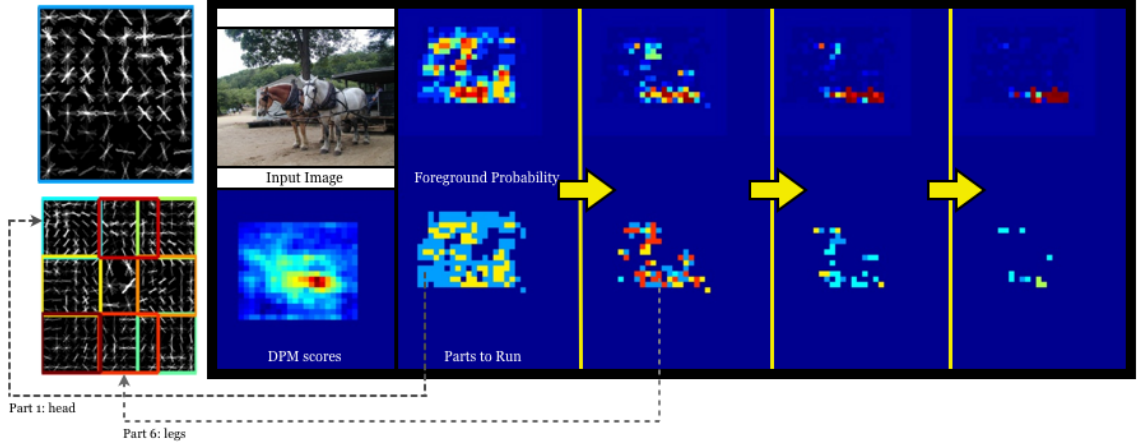 Input Image
Foreground Probability
DPM scores
Parts to Run
Part 1: head
Part 6: legs